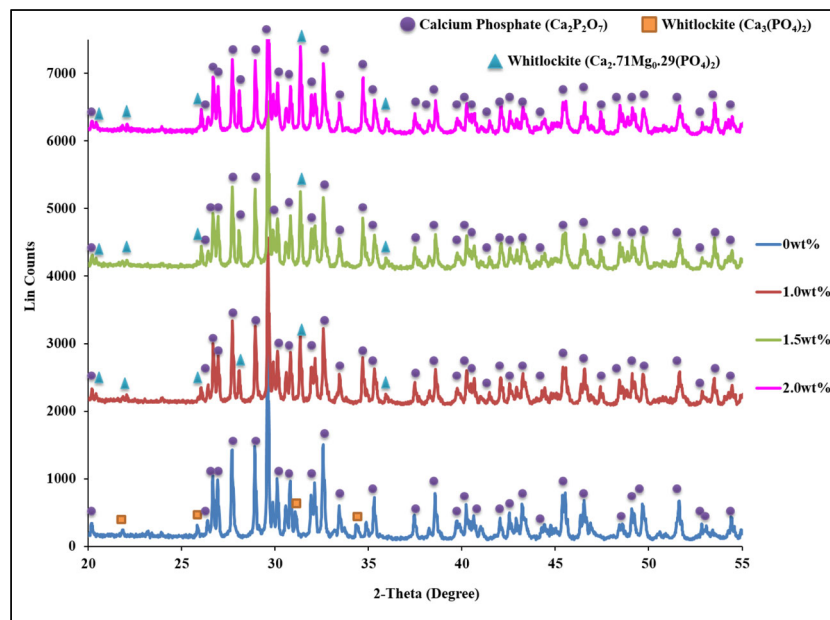 Calcium Phosphate (Ca₂P₂O₇) Whitlockite (Ca₃(PO₄)₂)
Whitlockite (Ca₂.₇₁Mg₀.₂₉(PO₄)₂)
7000
6000
5000
4000
3000
2000
1000
0
Lin Counts
0wt%
1.0wt%
1.5wt%
2.0wt%
20 25 30 35 40 45 50 55
2-Theta (Degree)